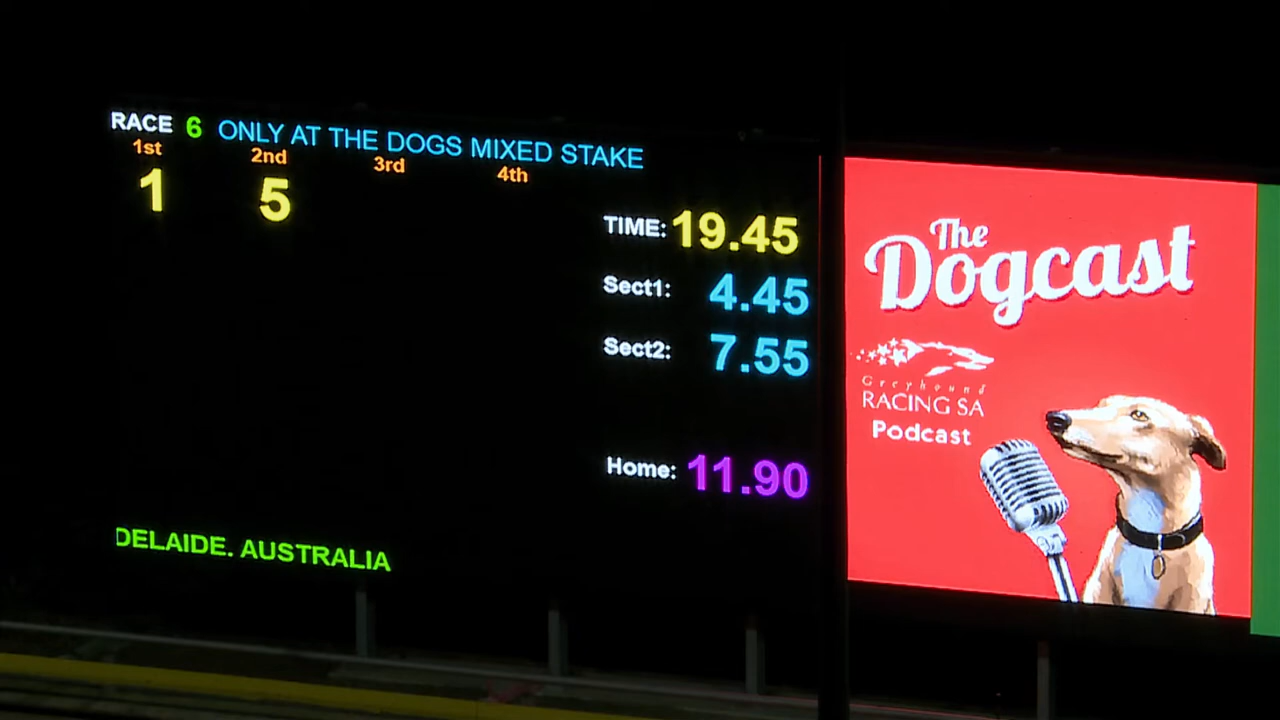 RACE 6 ONLY AT THE DOGS MIXED STAKE
1st 2nd 3rd 4th
1 5
TIME: 19.45
Sect1: 4.45
Sect2: 7.55
Home: 11.90
DELAIDE. AUSTRALIA
The
Dogcast
Greyhound
RACING SA
Podcast